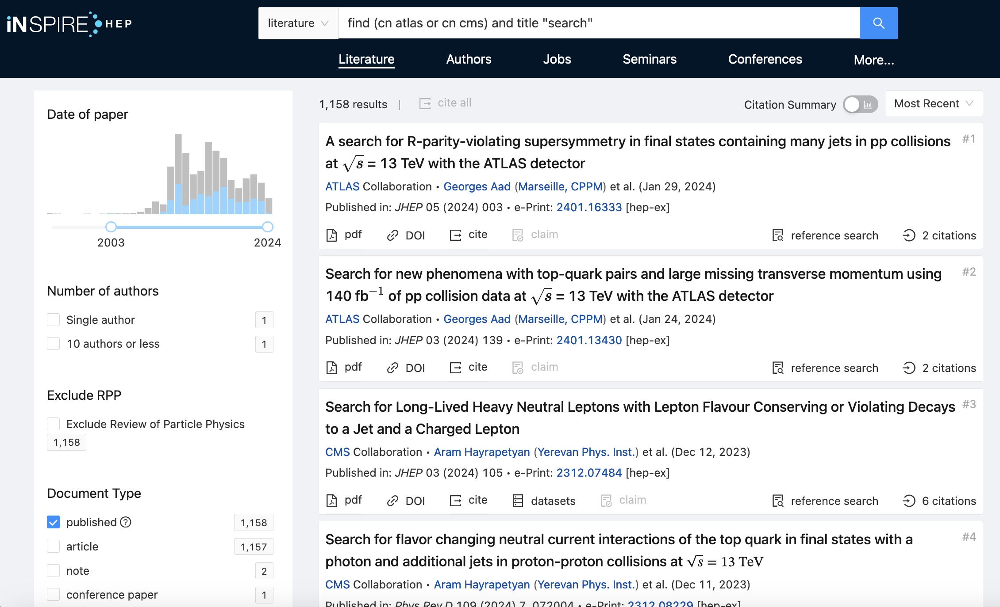 iNSPIRE HEP
literature
find (cn atlas or cn cms) and title "search"
Literature Authors Jobs Seminars Conferences More...
Date of paper
2003 2024
Number of authors
Single author 1
10 authors or less 1
Exclude RPP
Exclude Review of Particle Physics
1,158
Document Type
published 1,158
article 1,157
note 2
conference paper 1
1,158 results | cite all
Citation Summary Most Recent
A search for R-parity-violating supersymmetry in final states containing many jets in pp collisions #1
at √s = 13 TeV with the ATLAS detector
ATLAS Collaboration • Georges Aad (Marseille, CPPM) et al. (Jan 29, 2024)
Published in: JHEP 05 (2024) 003 • e-Print: 2401.16333 [hep-ex]
pdf DOI cite claim reference search 2 citations
Search for new phenomena with top-quark pairs and large missing transverse momentum using #2
140 fb⁻¹ of pp collision data at √s = 13 TeV with the ATLAS detector
ATLAS Collaboration • Georges Aad (Marseille, CPPM) et al. (Jan 24, 2024)
Published in: JHEP 03 (2024) 139 • e-Print: 2401.13430 [hep-ex]
pdf DOI cite claim reference search 2 citations
Search for Long-Lived Heavy Neutral Leptons with Lepton Flavour Conserving or Violating Decays #3
to a Jet and a Charged Lepton
CMS Collaboration • Aram Hayrapetyan (Yerevan Phys. Inst.) et al. (Dec 12, 2023)
Published in: JHEP 03 (2024) 105 • e-Print: 2312.07484 [hep-ex]
pdf DOI cite datasets claim reference search 6 citations
Search for flavor changing neutral current interactions of the top quark in final states with a #4
photon and additional jets in proton-proton collisions at √s = 13 TeV
CMS Collaboration • Aram Hayrapetyan (Yerevan Phys. Inst.) et al. (Dec 11, 2023)
Published in: Phys.Rev.D 109 (2024) 7, 072004 • e-Print: 2312.08229 [hep-ex]